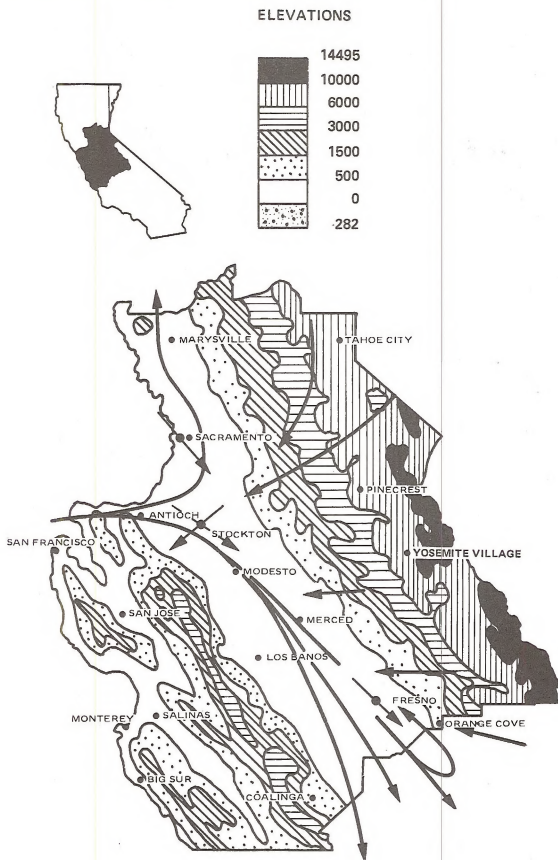 ELEVATIONS
14495
10000
6000
3000
1500
500
0
-282
MARYSVILLE
TAHOE CITY
SACRAMENTO
PINECREST
ANTIOCH
STOCKTON
SAN FRANCISCO
YOSEMITE VILLAGE
MODESTO
SAN JOSE
MERCED
LOS BANOS
FRESNO
MONTEREY
SALINAS
ORANGE COVE
BIG SUR
COALINGA